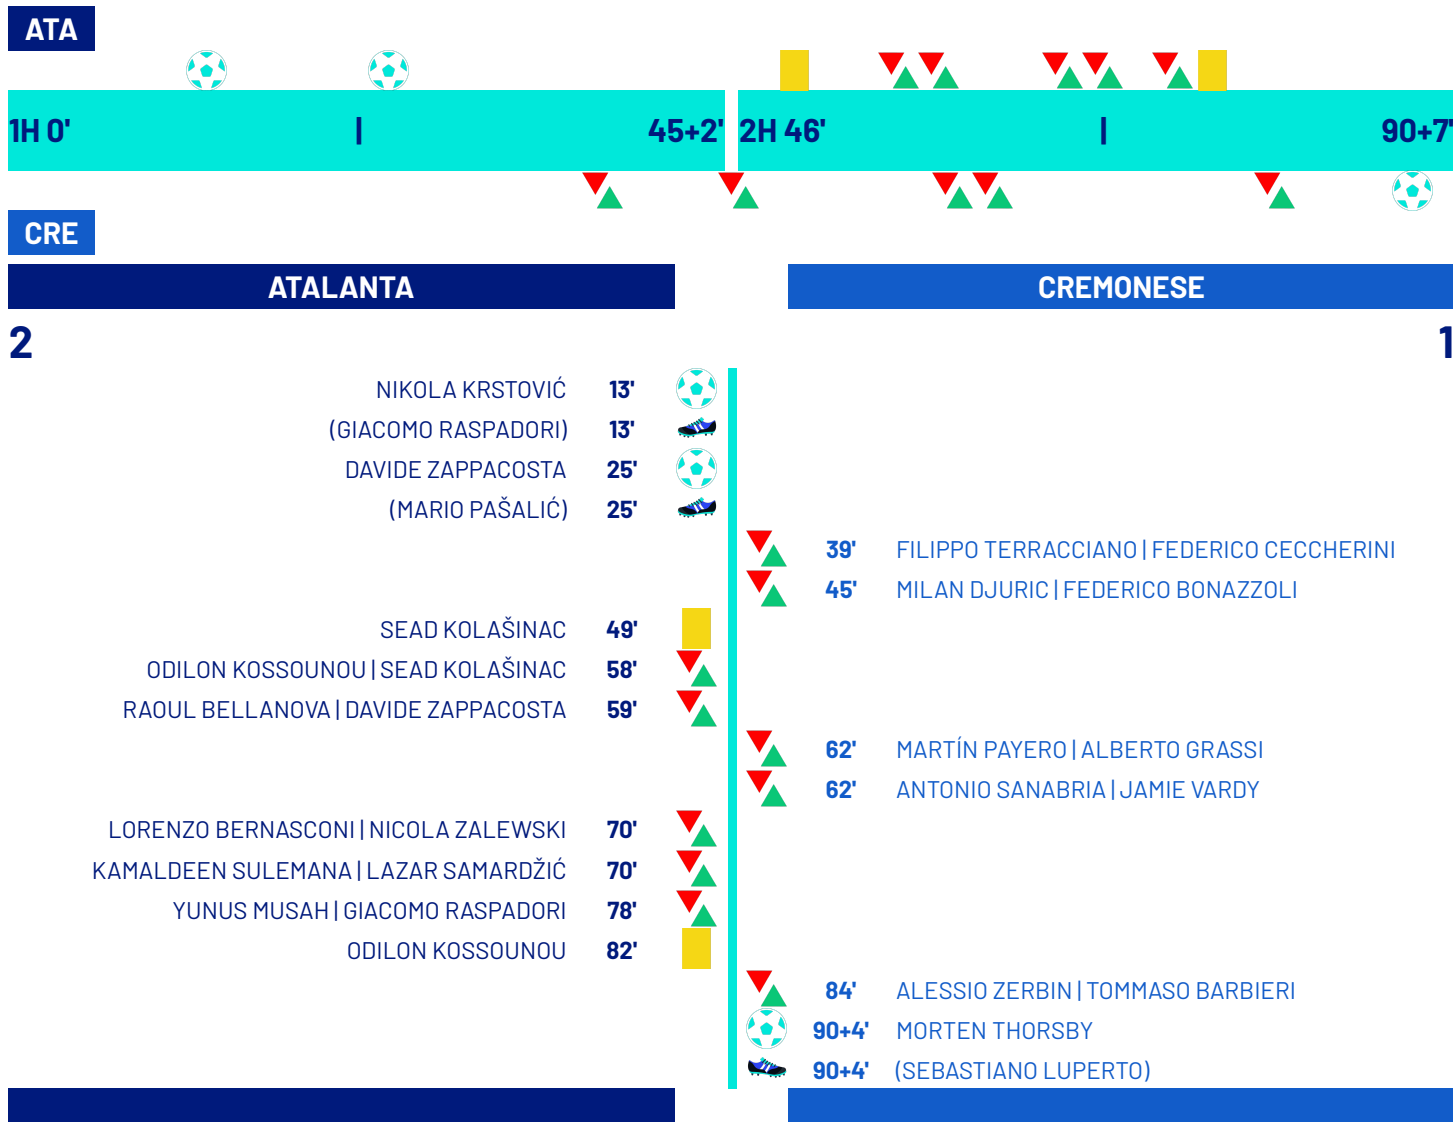 ATA
1H 0' | 45+2' 2H 46' | 90+7'
CRE
ATALANTA CREMONESE
2 1
NIKOLA KRSTOVIĆ 13'
(GIACOMO RASPADORI) 13'
DAVIDE ZAPPACOSTA 25'
(MARIO PAŠALIĆ) 25'
39' FILIPPO TERRACCIANO | FEDERICO CECCHERINI
45' MILAN DJURIC | FEDERICO BONAZZOLI
SEAD KOLAŠINAC 49'
ODILON KOSSOUNOU | SEAD KOLAŠINAC 58'
RAOUL BELLANOVA | DAVIDE ZAPPACOSTA 59'
62' MARTÍN PAYERO | ALBERTO GRASSI
62' ANTONIO SANABRIA | JAMIE VARDY
LORENZO BERNASCONI | NICOLA ZALEWSKI 70'
KAMALDEEN SULEMANA | LAZAR SAMARDŽIĆ 70'
YUNUS MUSAH | GIACOMO RASPADORI 78'
ODILON KOSSOUNOU 82'
84' ALESSIO ZERBIN | TOMMASO BARBIERI
90+4' MORTEN THORSBY
90+4' (SEBASTIANO LUPERTO)